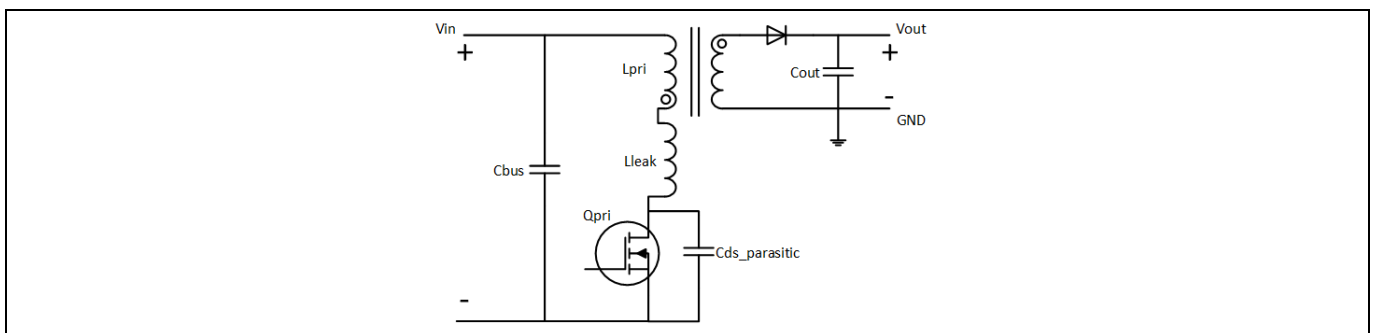 Vin
+
Vout
+
Lpri
Cout
-
GND
Lleak
Cbus
Qpri
Cds_parasitic
-